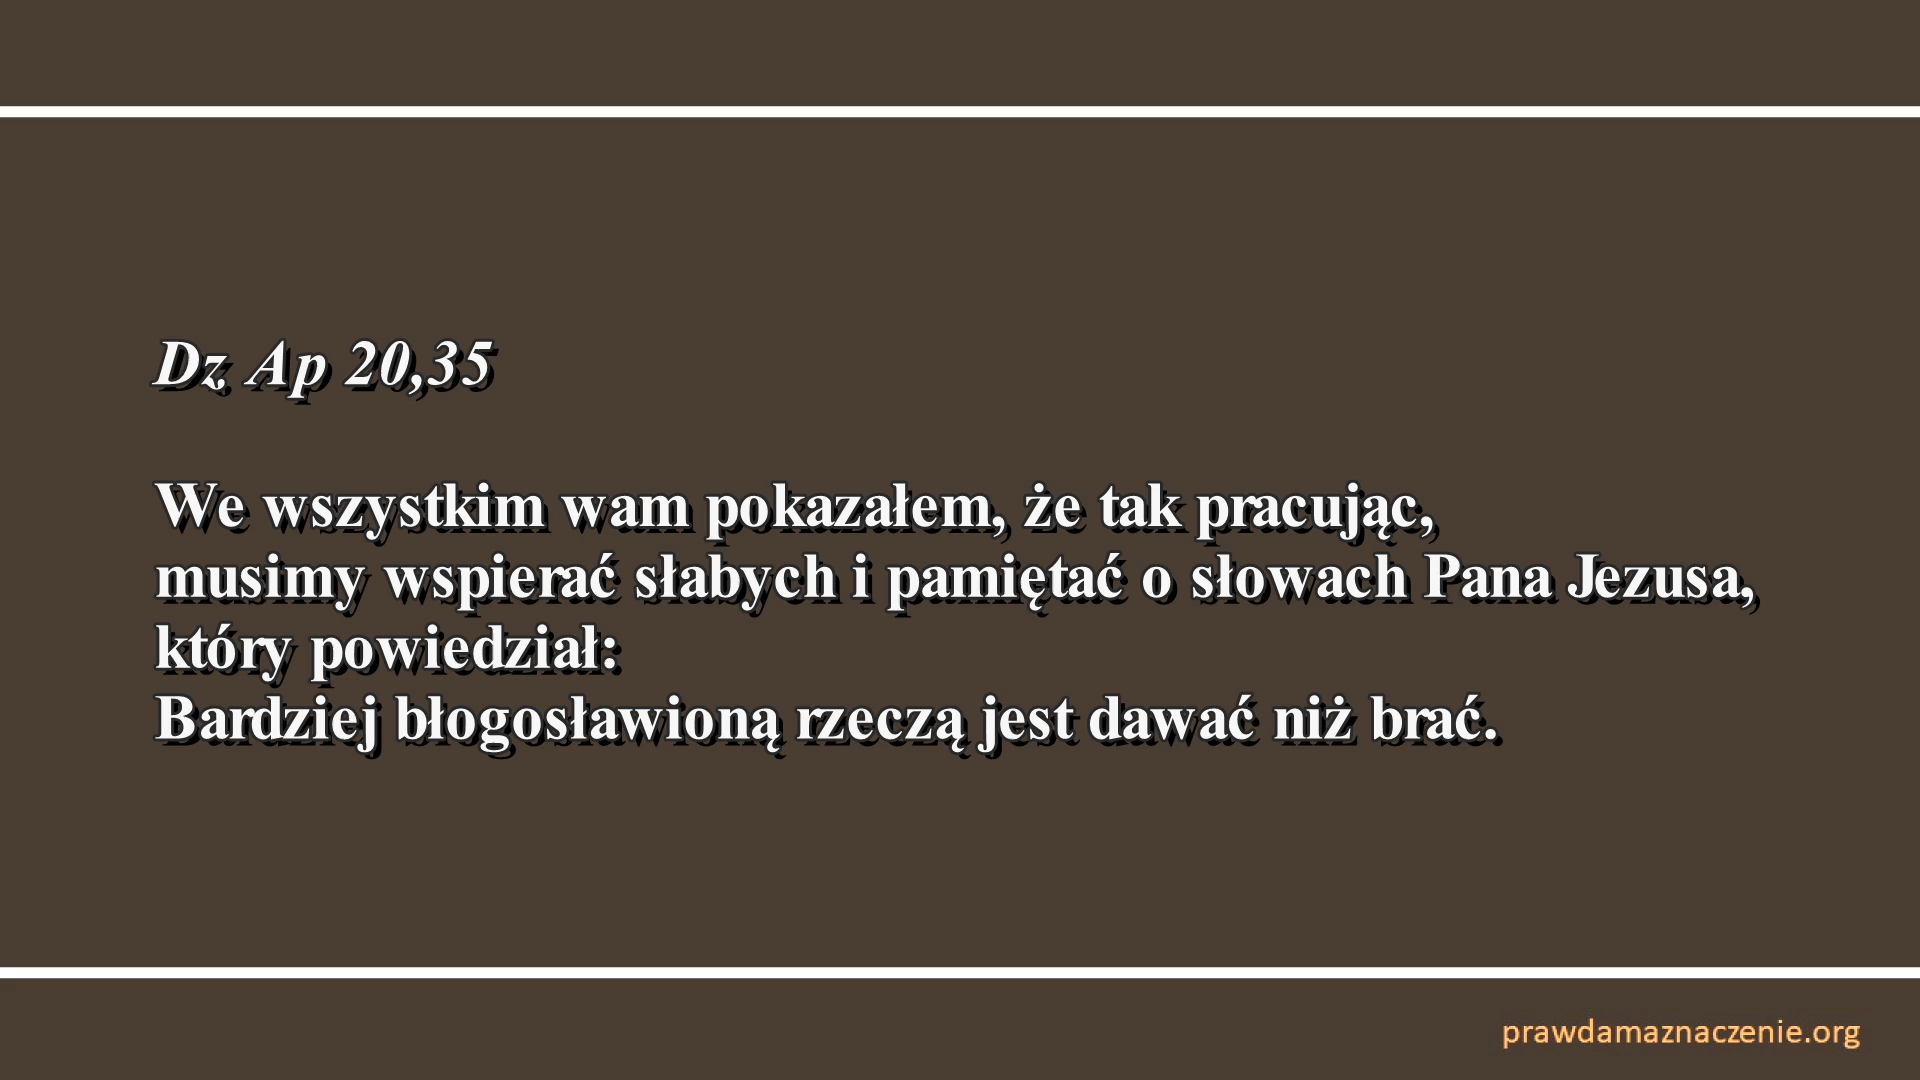 Dz Ap 20,35
We wszystkim wam pokazałem, że tak pracując,
musimy wspierać słabych i pamiętać o słowach Pana Jezusa,
który powiedział:
Bardziej błogosławioną rzeczą jest dawać niż brać.
prawdamaznaczenie.org